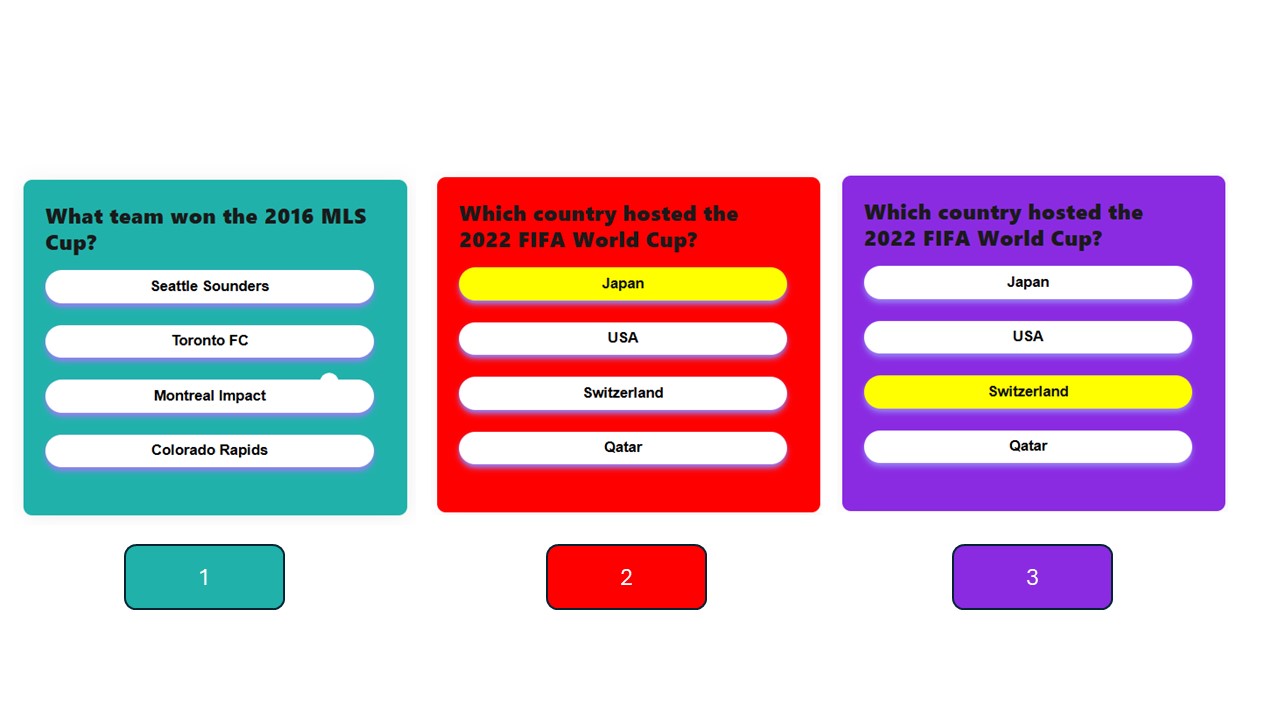 What team won the 2016 MLS
Cup?
Seattle Sounders
Toronto FC
Montreal Impact
Colorado Rapids
1
Which country hosted the
2022 FIFA World Cup?
Japan
USA
Switzerland
Qatar
2
Which country hosted the
2022 FIFA World Cup?
Japan
USA
Switzerland
Qatar
3